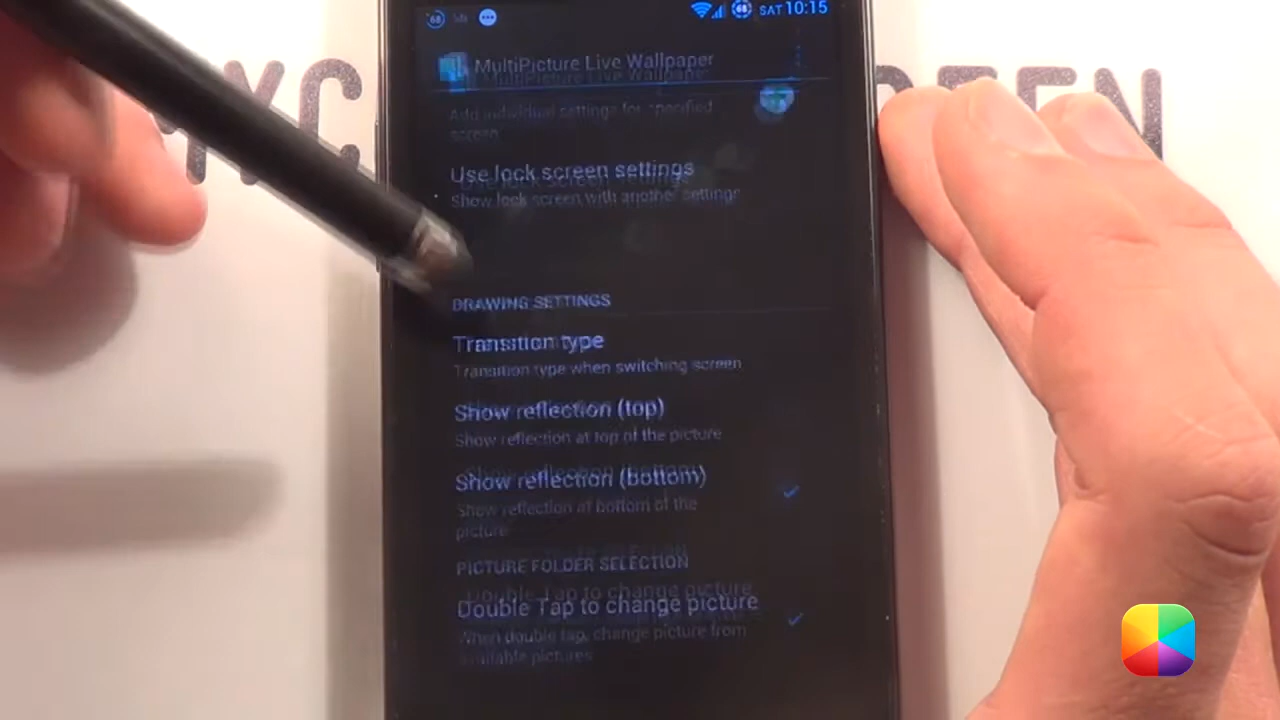 68
SAT 10:15
MultiPicture Live Wallpaper
Add individual settings for specified
screen
Use lock screen settings
Show lock screen with another settings
DRAWING SETTINGS
Transition type
Transition type when switching screen
Show reflection (top)
Show reflection at top of the picture
Show reflection (bottom)
Show reflection at bottom of the
picture
PICTURE FOLDER SELECTION
Double Tap to change picture
When double tap, change picture from
available pictures